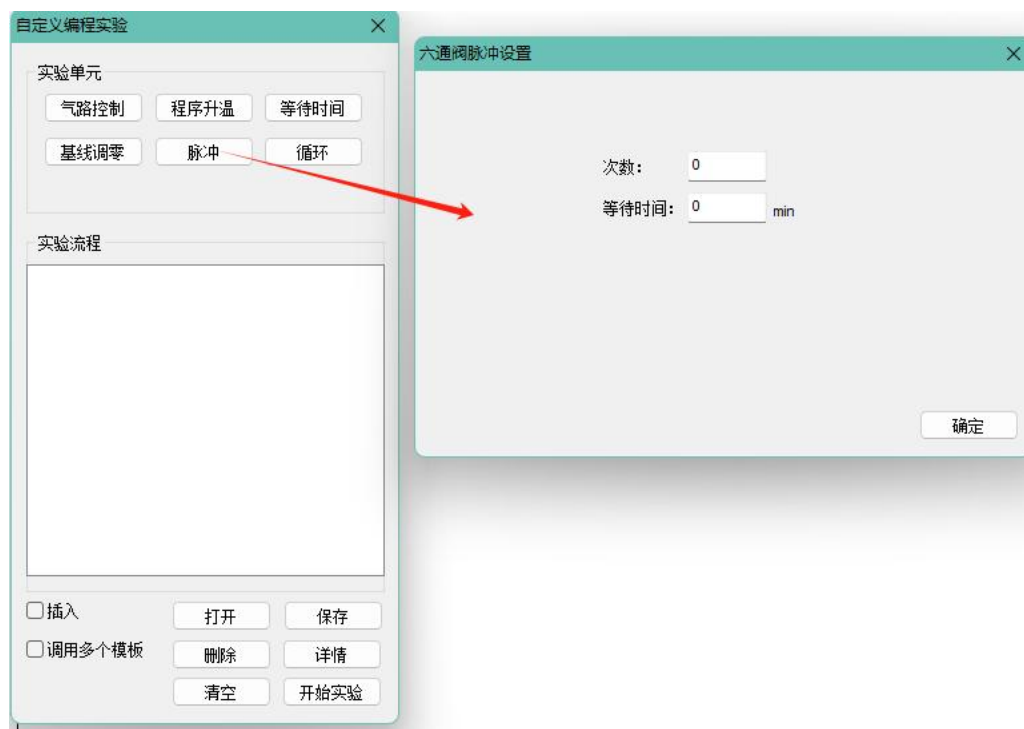 自定义编程实验
实验单元
气路控制 程序升温 等待时间
基线调零 脉冲 循环
实验流程
插入 打开 保存
调用多个模板 删除 详情
清空 开始实验
六通阀脉冲设置
次数： 0
等待时间： 0 min
确定